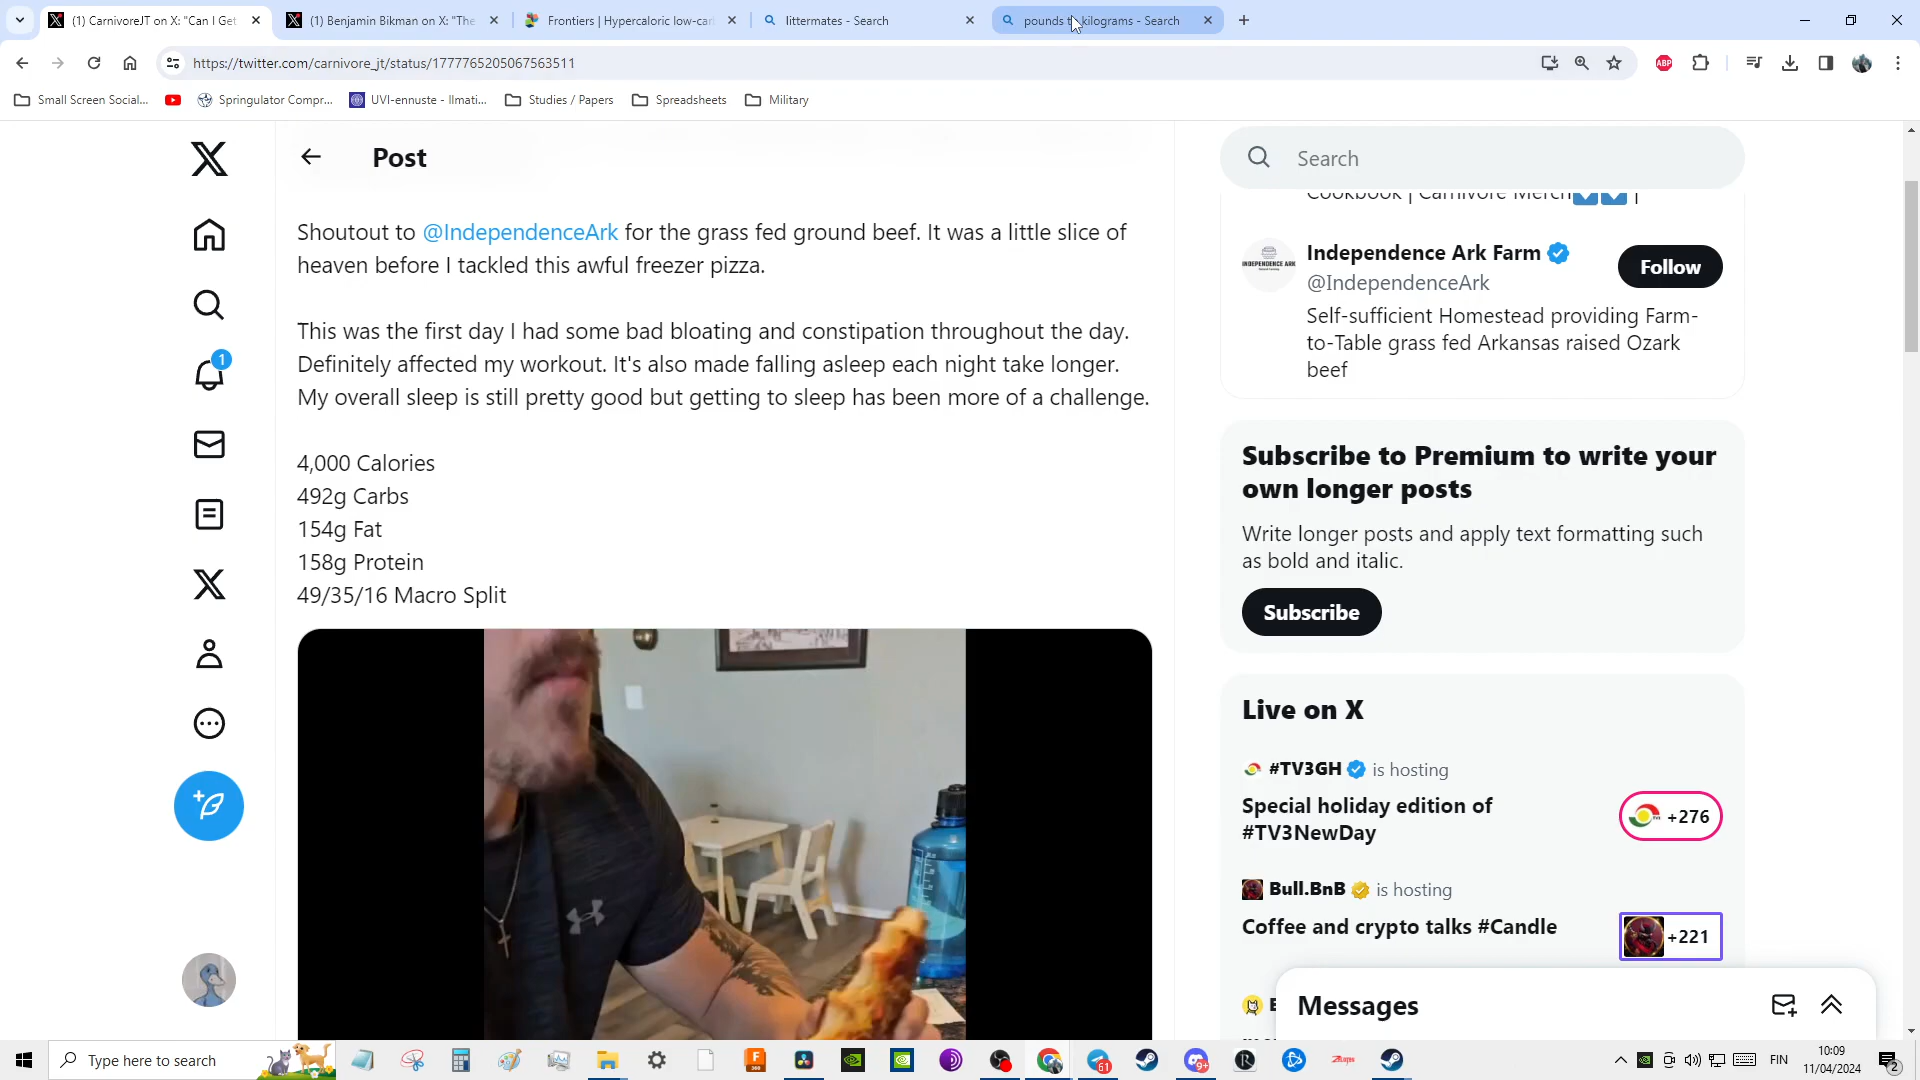 (1) CarnivoreJT on X: "Can I Get
(1) Benjamin Bikman on X: "The
Frontiers | Hypercaloric low-car
littermates - Search
pounds t kilograms - Search
https://twitter.com/carnivore_jt/status/1777765205067563511
ABP
Small Screen Social...
Springulator Compr...
UVI-ennuste - Ilmati...
Studies / Papers
Spreadsheets
Military
Post
Search
Shoutout to @IndependenceArk for the grass fed ground beef. It was a little slice of
heaven before I tackled this awful freezer pizza.
This was the first day I had some bad bloating and constipation throughout the day.
Definitely affected my workout. It's also made falling asleep each night take longer.
My overall sleep is still pretty good but getting to sleep has been more of a challenge.
4,000 Calories
492g Carbs
154g Fat
158g Protein
49/35/16 Macro Split
1
Cookbook | Carnivore Merch |
INDEPENDENCE ARK
Independence Ark Farm
@IndependenceArk
Follow
Self-sufficient Homestead providing Farm-
to-Table grass fed Arkansas raised Ozark
beef
Subscribe to Premium to write your
own longer posts
Write longer posts and apply text formatting such
as bold and italic.
Subscribe
Live on X
#TV3GH is hosting
Special holiday edition of
#TV3NewDay
+276
Bull.BnB is hosting
Coffee and crypto talks #Candle
+221
Messages
Type here to search
61
9+
FIN
10:09
11/04/2024
2